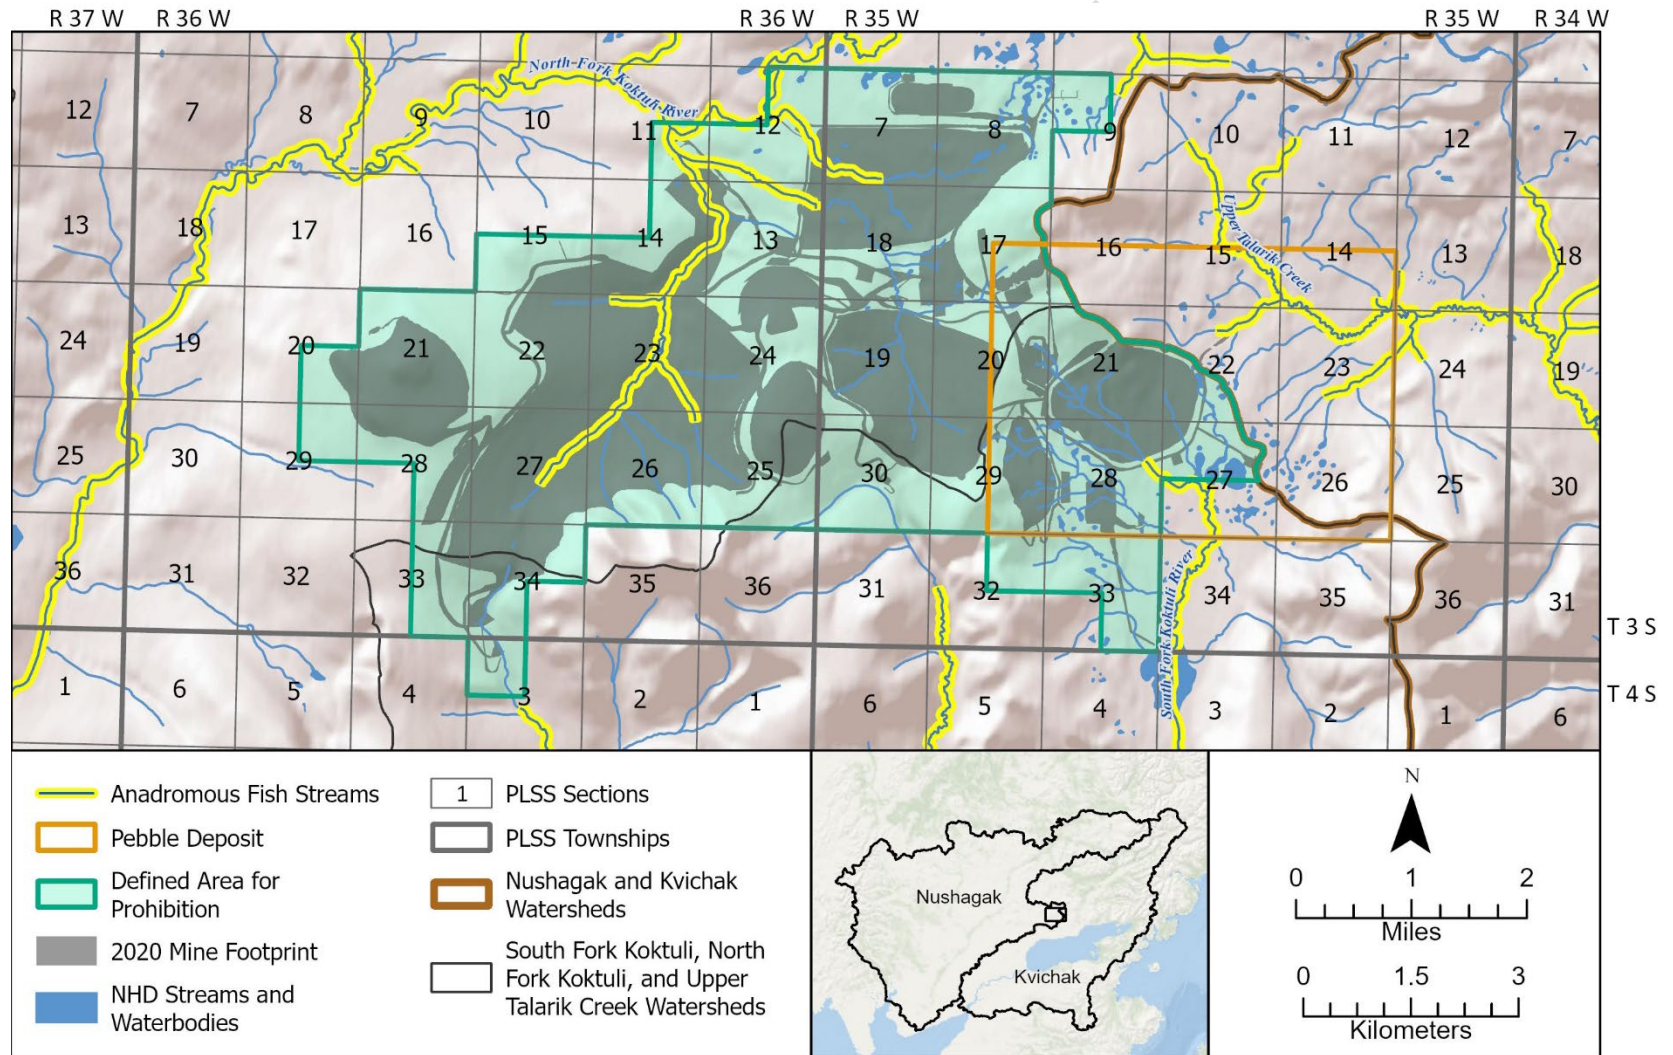 R 37 W R 36 W R 36 W R 35 W R 35 W R 34 W
North Fork Koktuli River
12 7 8 9 10 11 12 7 8 9 10 11 12 7
13 18 17 16 15 14 13 18 17 16 15 14 13 18
Upper Talarik Creek
24 19 20 21 22 23 24 19 20 21 22 23 24 19
25 30 29 28 27 26 25 30 29 28 27 26 25 30
36 31 32 33 34 35 36 31 32 33 34 35 36 31
South Fork Koktuli River
T 3 S
1 6 5 4 3 2 1 6 5 4 3 2 1 6
T 4 S
Anadromous Fish Streams
Pebble Deposit
Defined Area for
Prohibition
2020 Mine Footprint
NHD Streams and
Waterbodies
1 PLSS Sections
PLSS Townships
Nushagak and Kvichak
Watersheds
South Fork Koktuli, North
Fork Koktuli, and Upper
Talarik Creek Watersheds
Nushagak
Kvichak
N
0 1 2
Miles
0 1.5 3
Kilometers